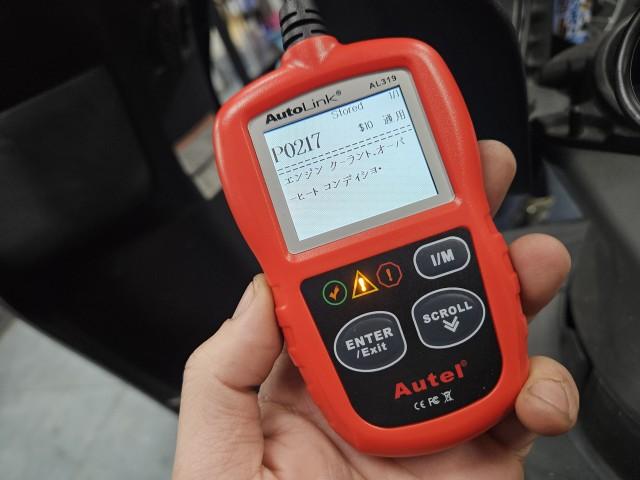 AutoLink® AL319
Stored 1/1
P0217 $10 通用
エンジン クーラント.オーバ
ーヒート コンディショ・
I/M
ENTER
/Exit
SCROLL
Autel®
CE FC